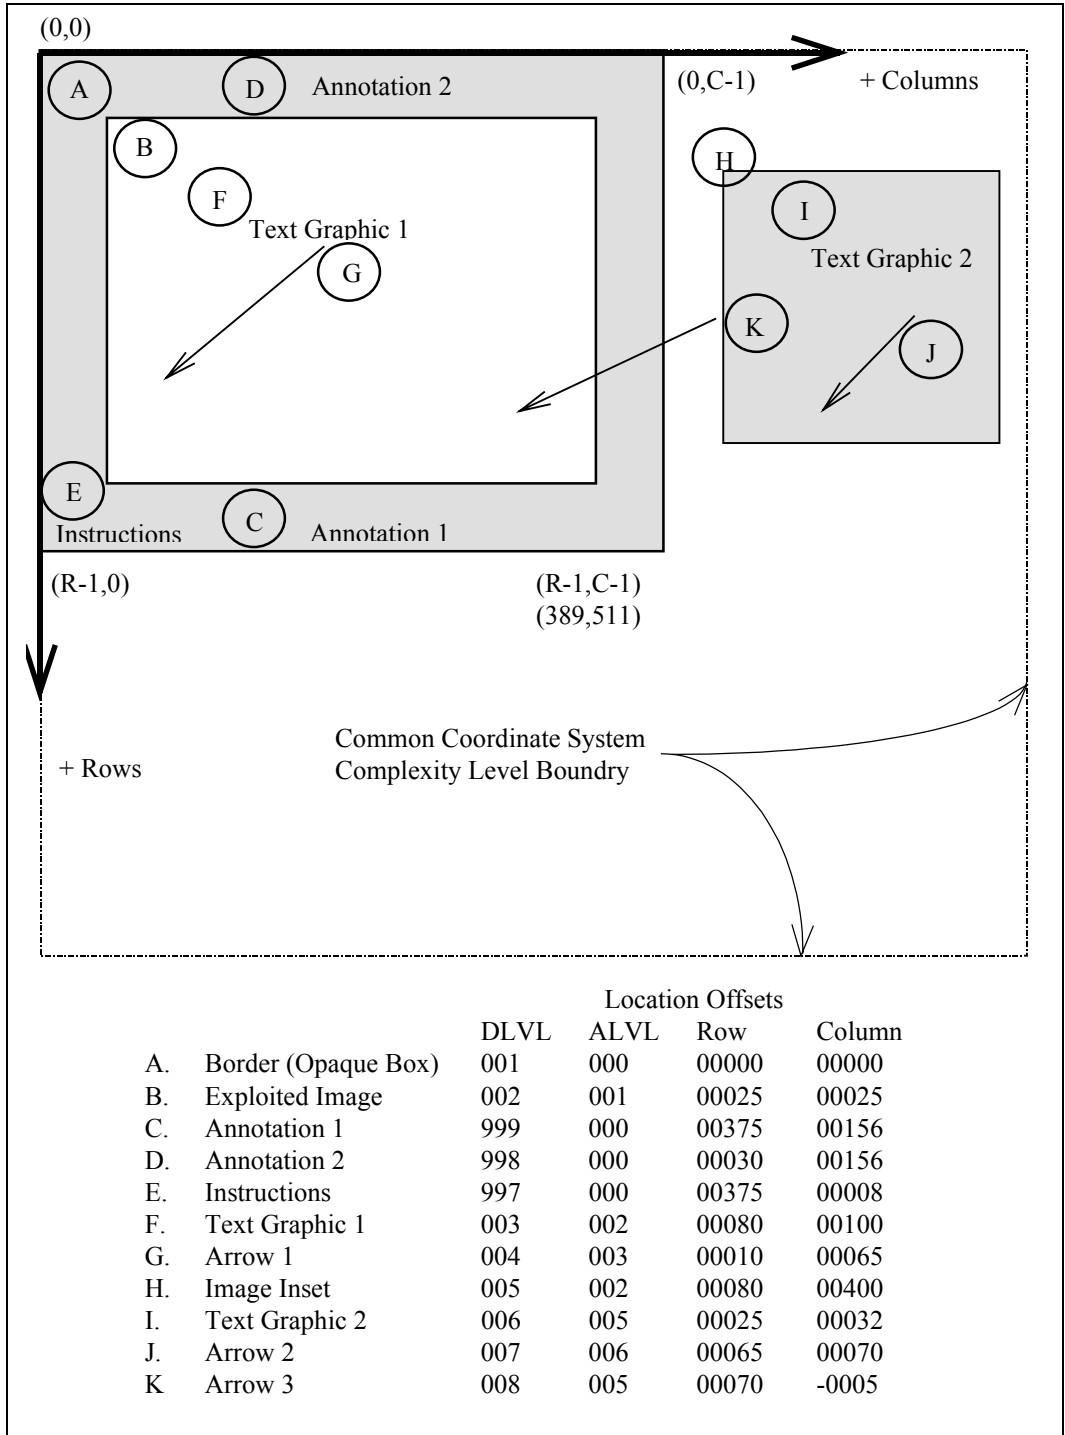 (0,0)
A
D
Annotation 2
(0,C-1)
+ Columns
B
H
F
I
Text Graphic 1
Text Graphic 2
G
K
J
E
C
Instructions
Annotation 1
(R-1,0)
(R-1,C-1)
(389,511)
Common Coordinate System
Complexity Level Boundry
+ Rows
Location Offsets
DLVL ALVL Row Column
A. Border (Opaque Box) 001 000 00000 00000
B. Exploited Image 002 001 00025 00025
C. Annotation 1 999 000 00375 00156
D. Annotation 2 998 000 00030 00156
E. Instructions 997 000 00375 00008
F. Text Graphic 1 003 002 00080 00100
G. Arrow 1 004 003 00010 00065
H. Image Inset 005 002 00080 00400
I. Text Graphic 2 006 005 00025 00032
J. Arrow 2 007 006 00065 00070
K Arrow 3 008 005 00070 -0005